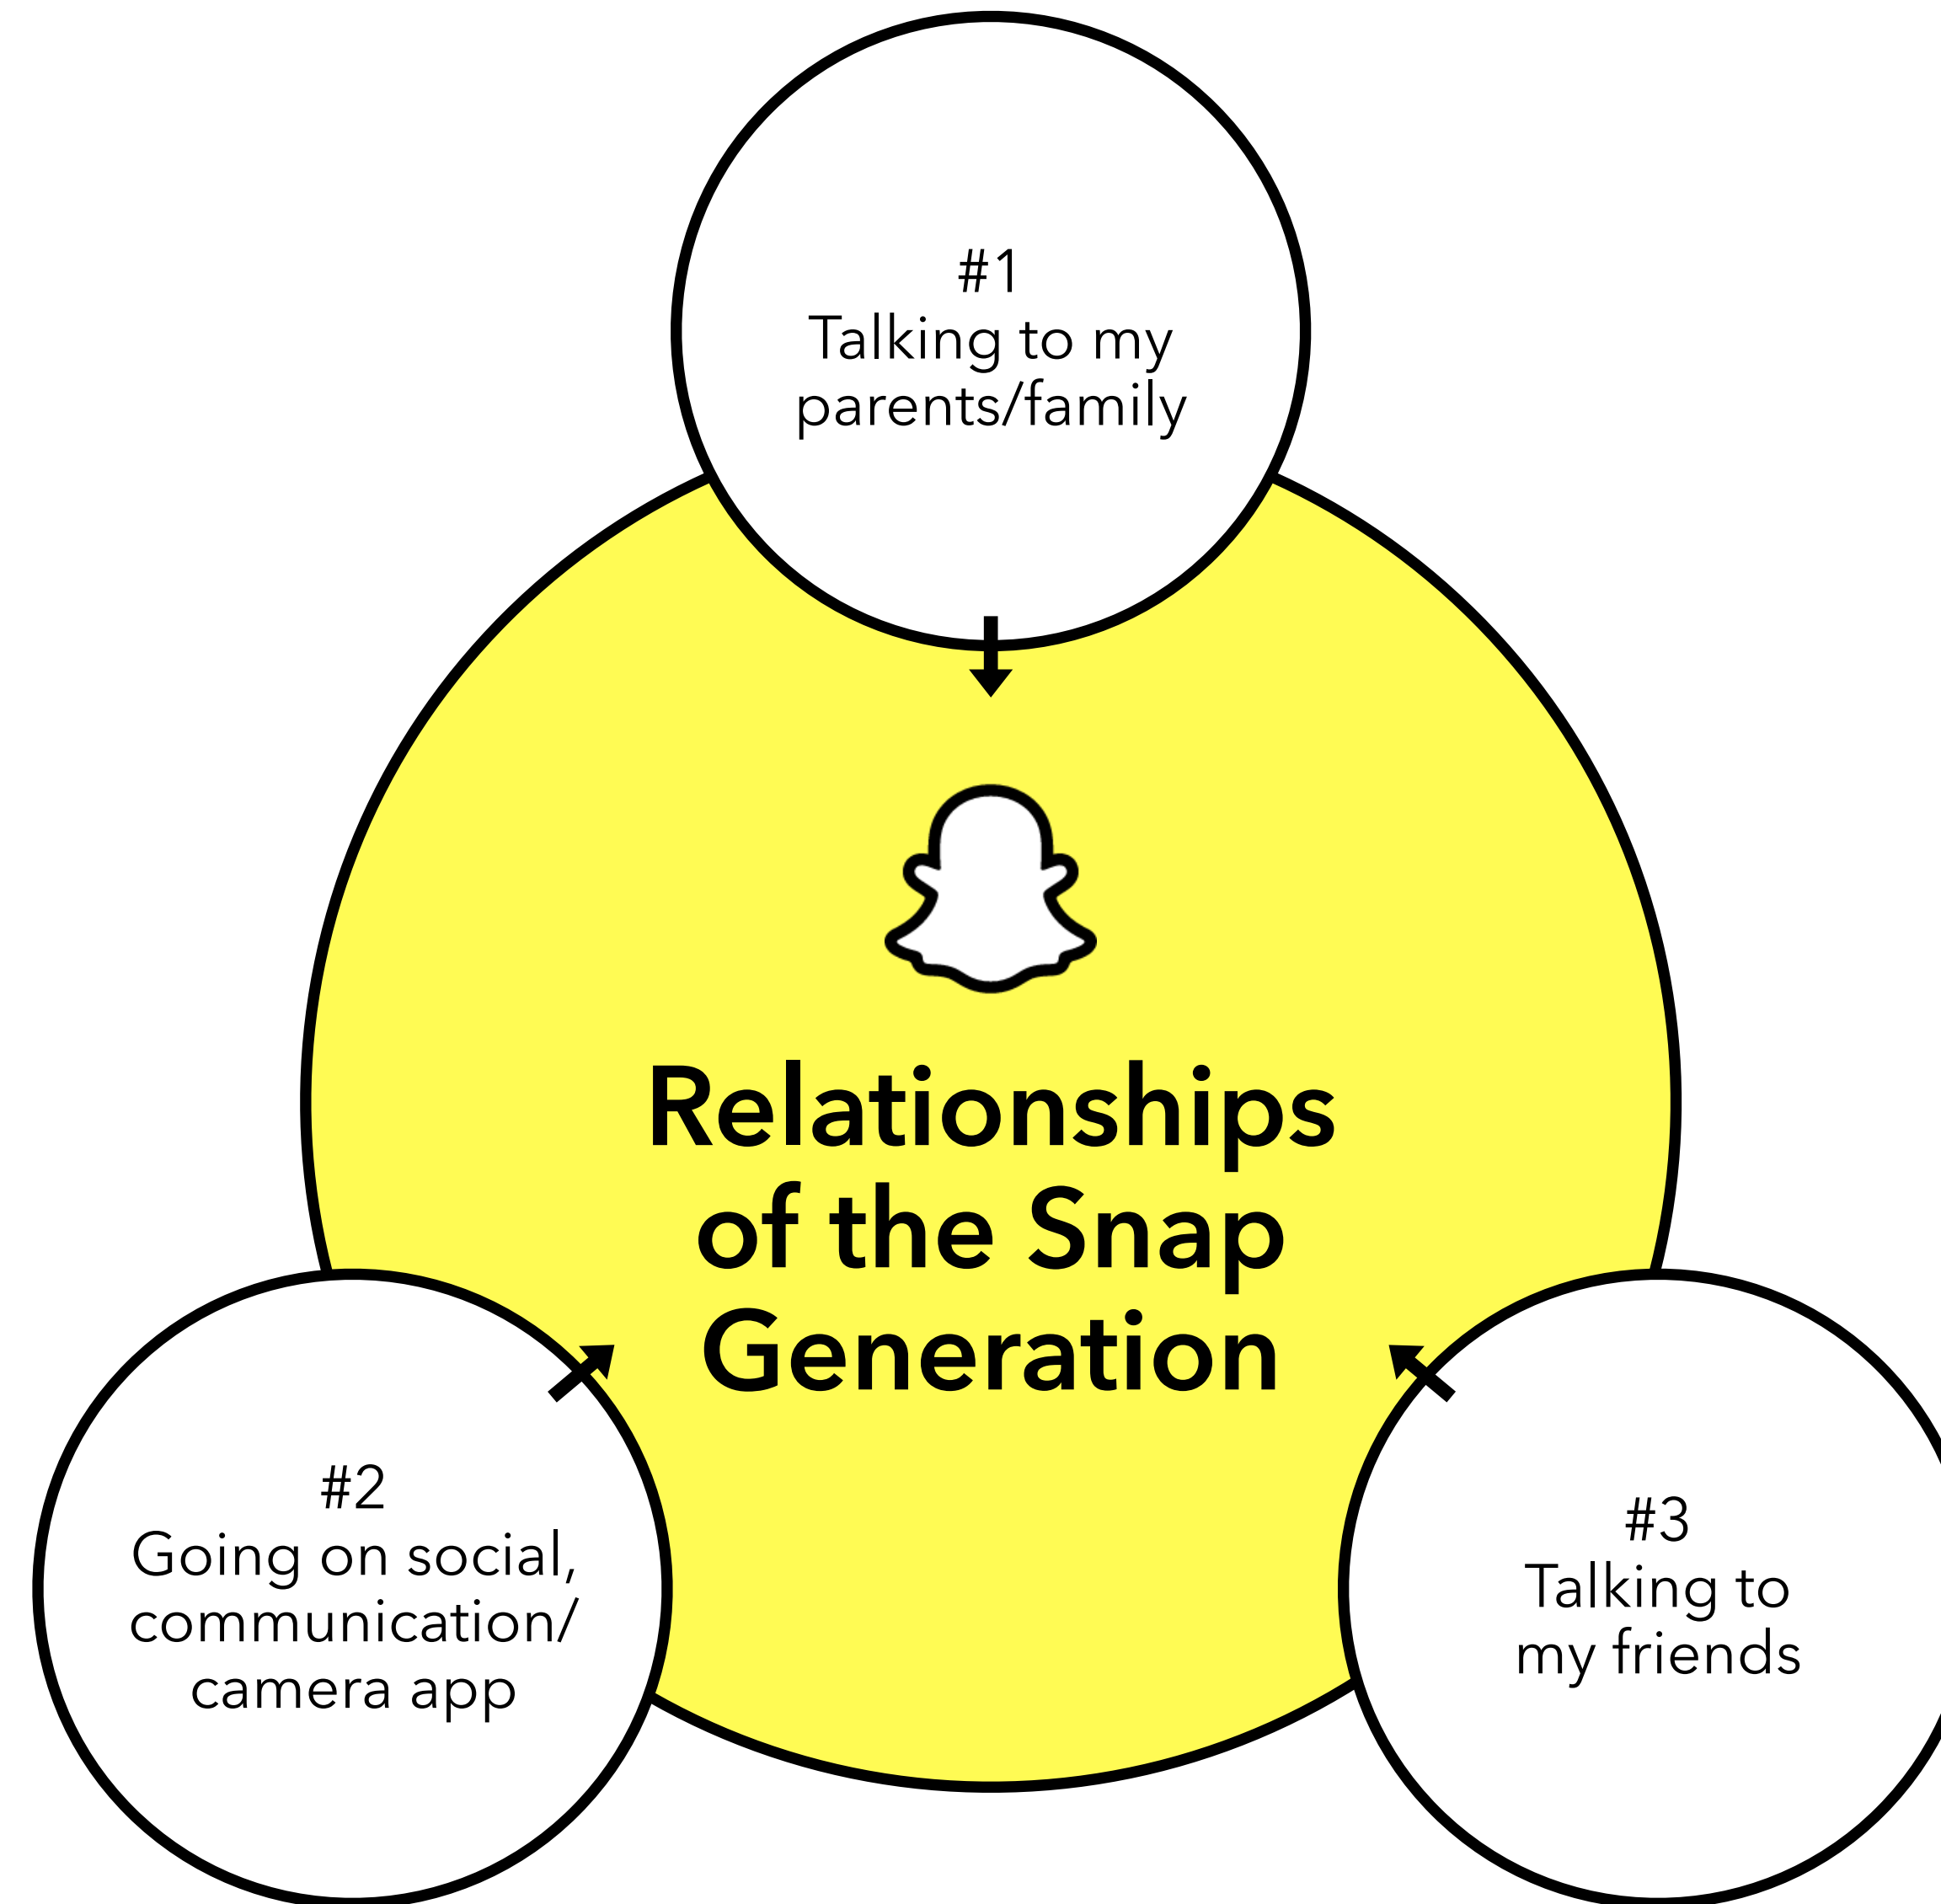 #1
Talking to my
parents/family
Relationships
of the Snap
Generation
#2
Going on social,
communication/
camera app
#3
Talking to
my friends